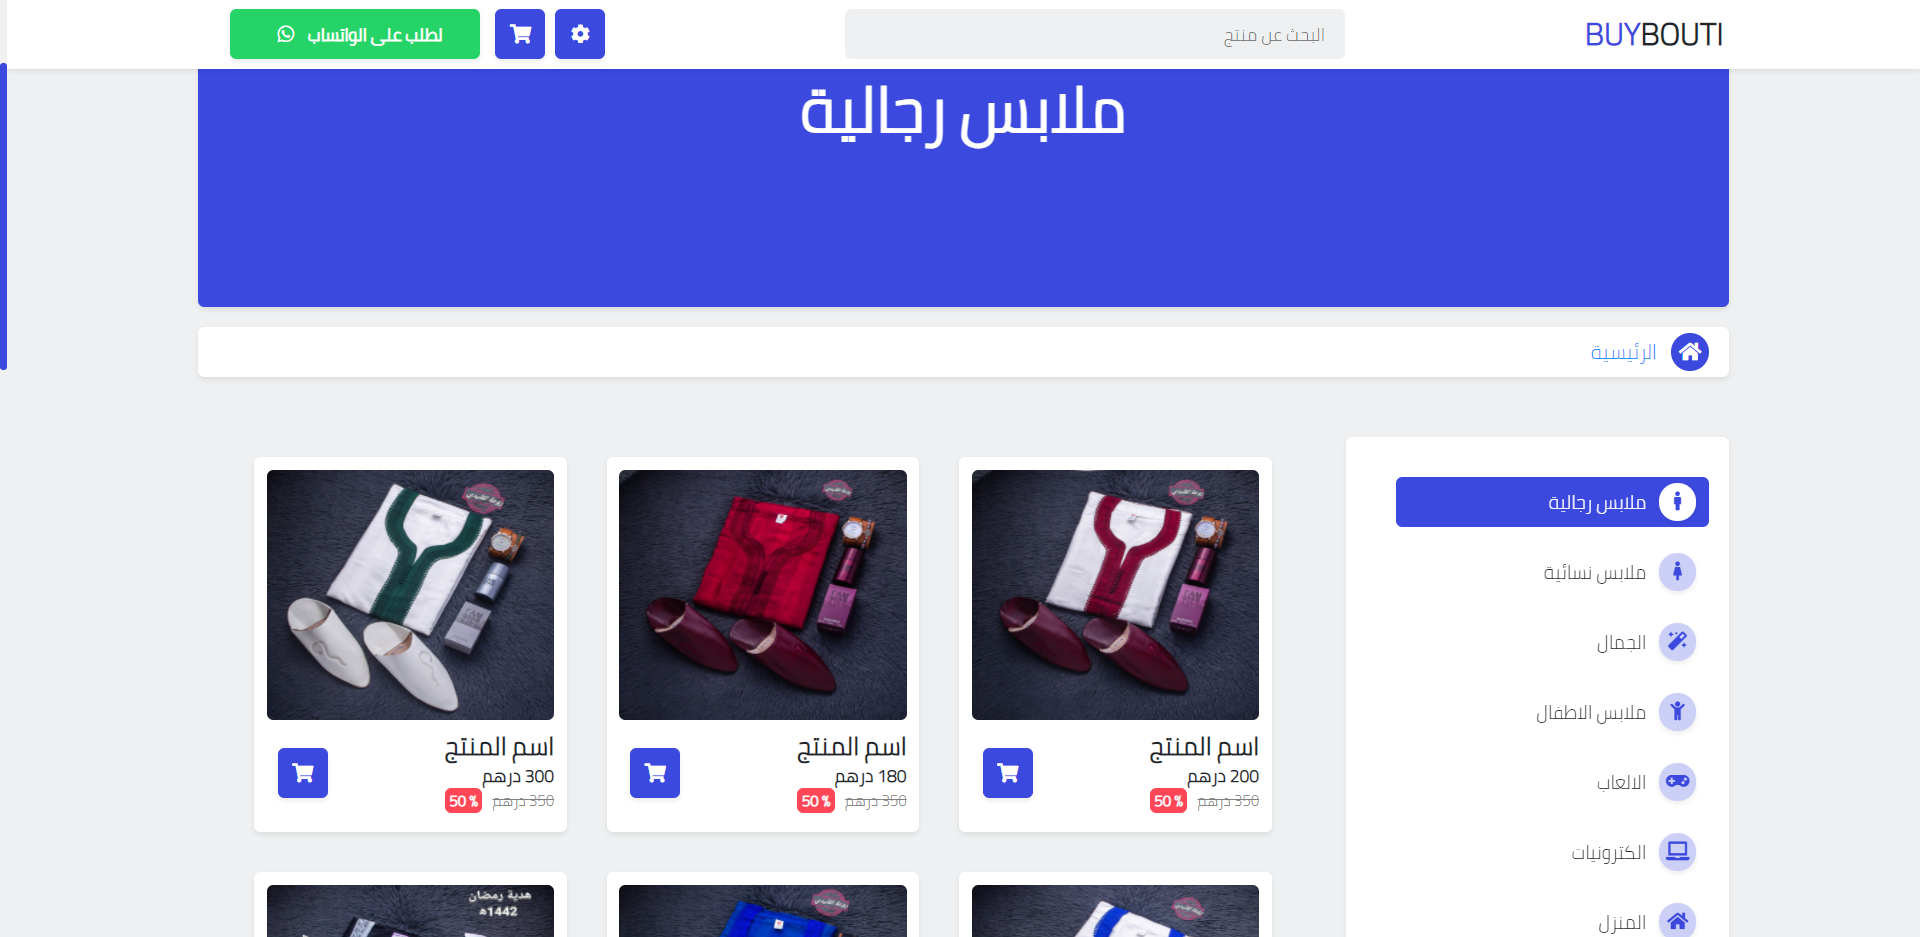 BUYBOUTI
البحث عن منتج
لطلب على الواتساب
ملابس رجالية
الرئيسية
ملابس رجالية
ملابس نسائية
الجمال
ملابس الاطفال
الالعاب
الكترونيات
المنزل
اسم المنتج
200 درهم
350 درهم
50 %
اسم المنتج
180 درهم
350 درهم
50 %
اسم المنتج
300 درهم
350 درهم
50 %
هدية رمضان
1442ه